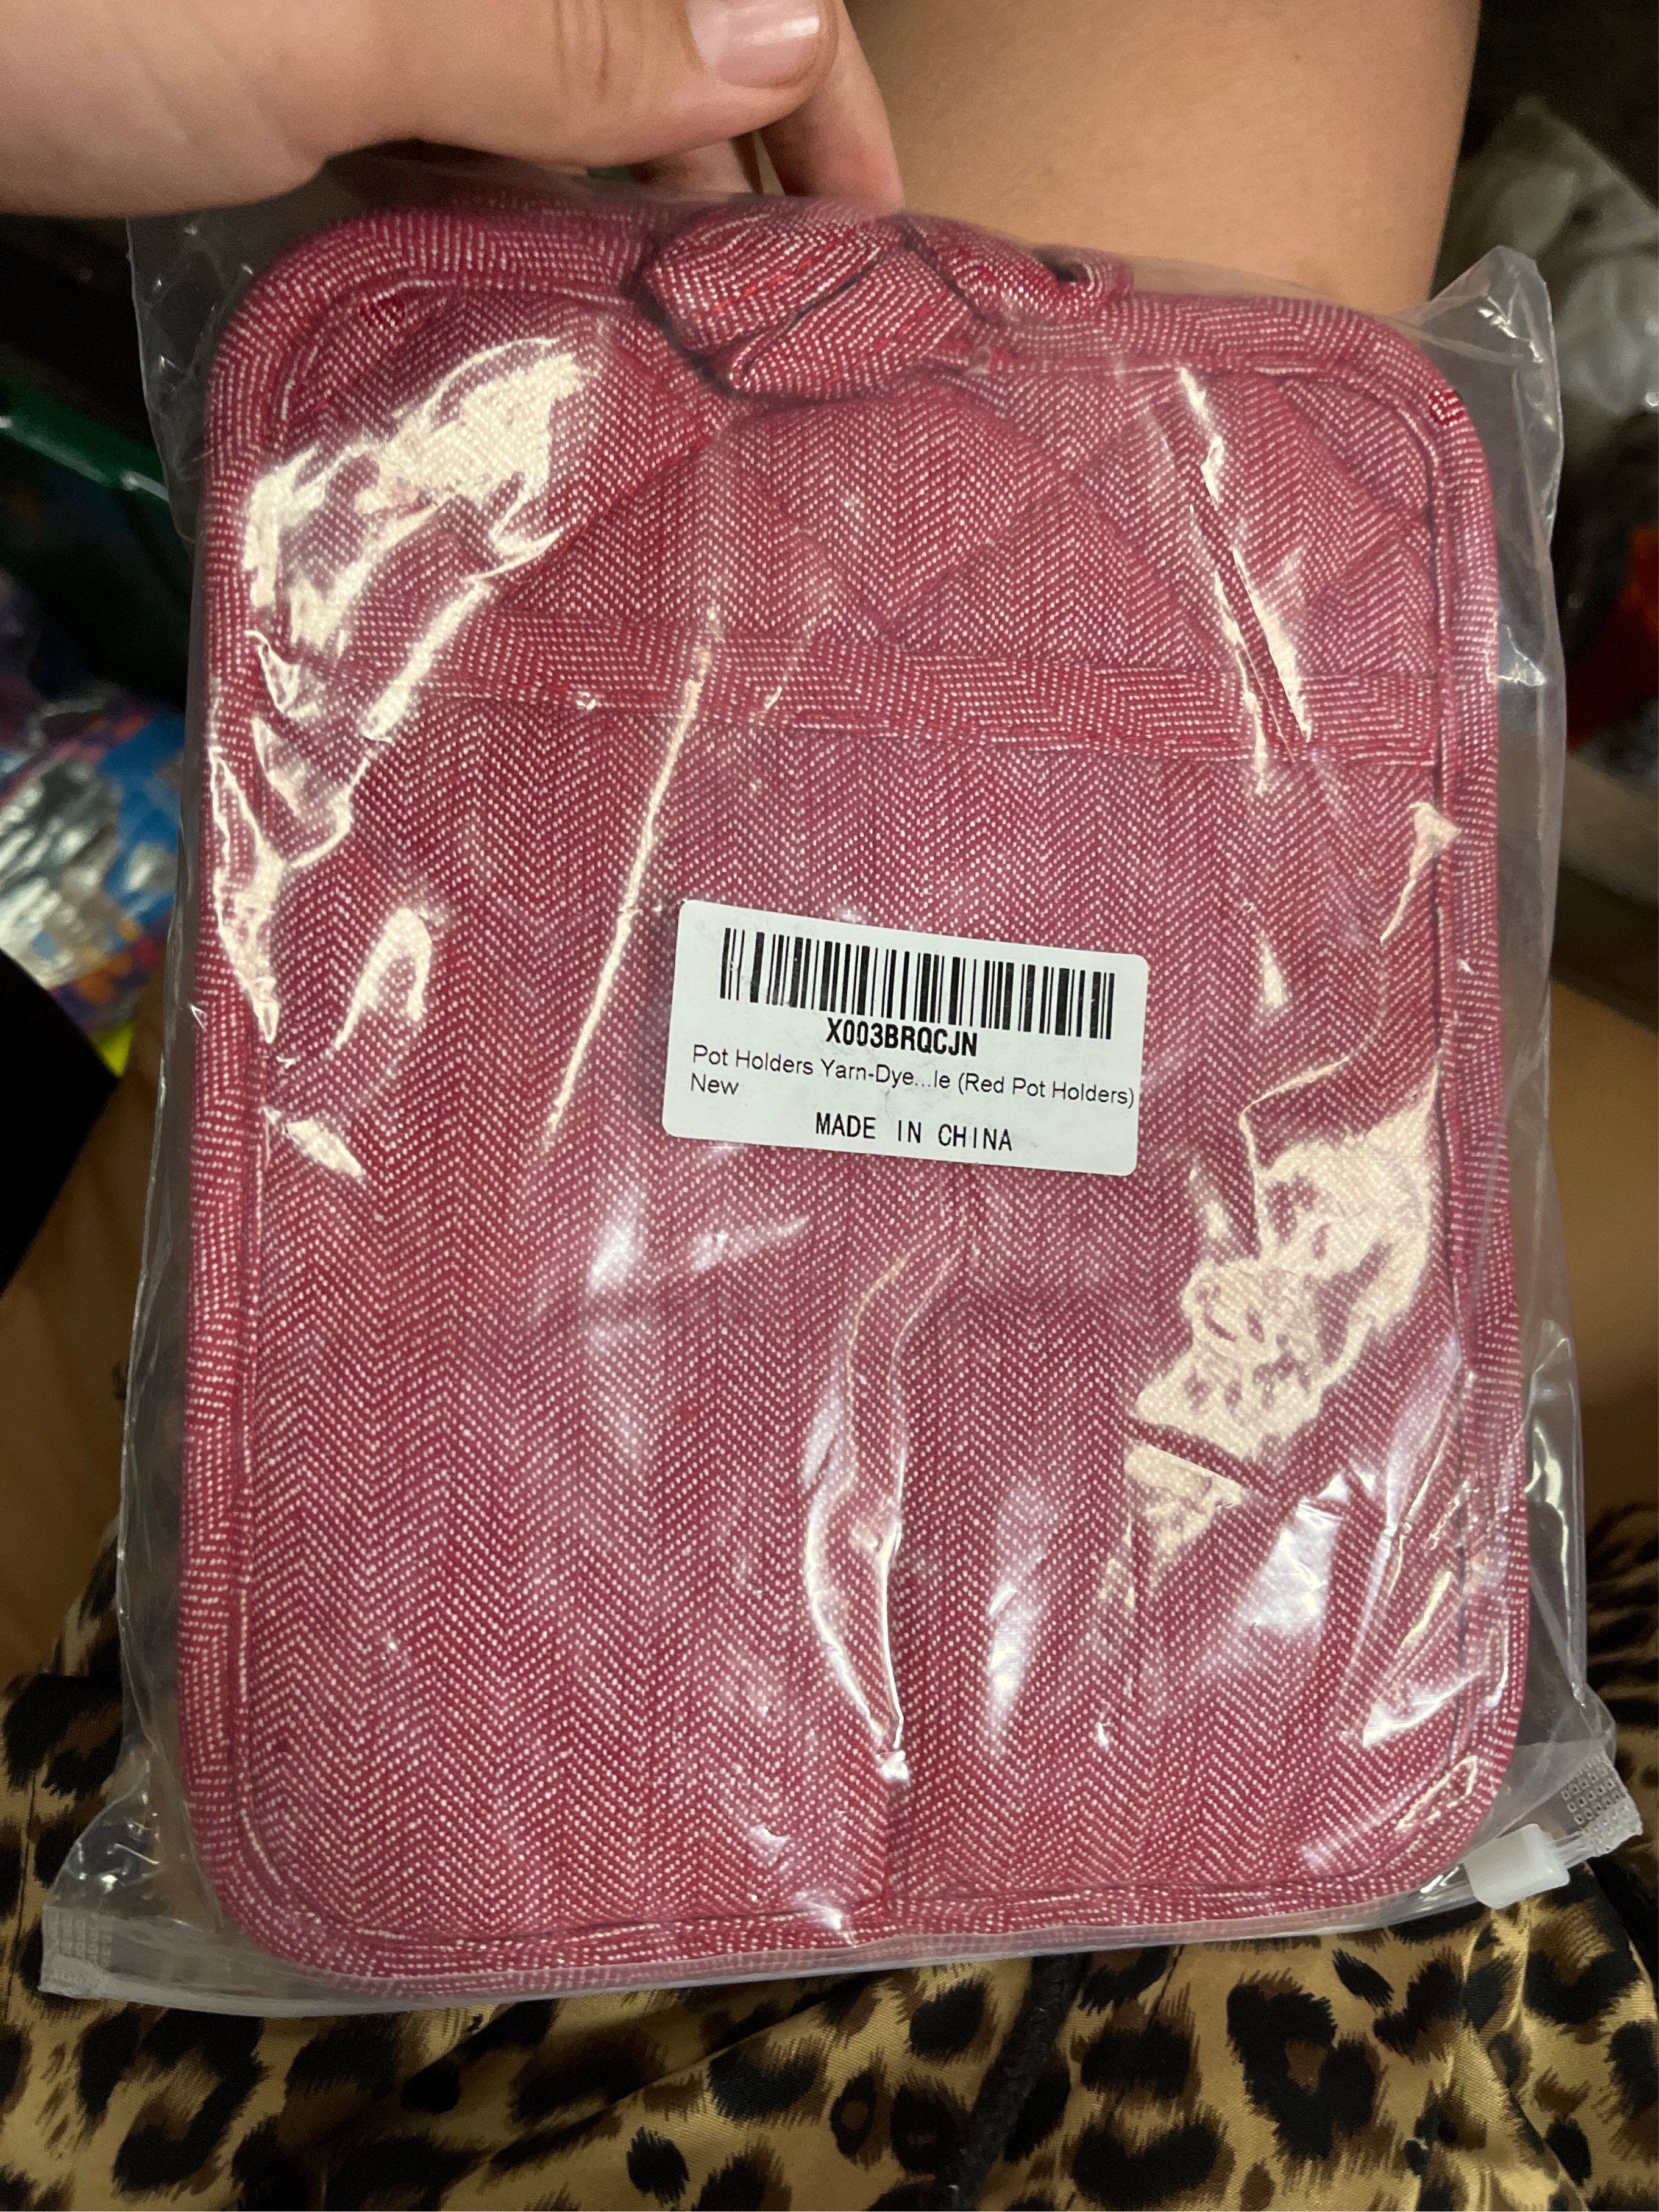 X003BRQCJN
Pot Holders Yarn-Dye...le (Red Pot Holders)
New
MADE IN CHINA